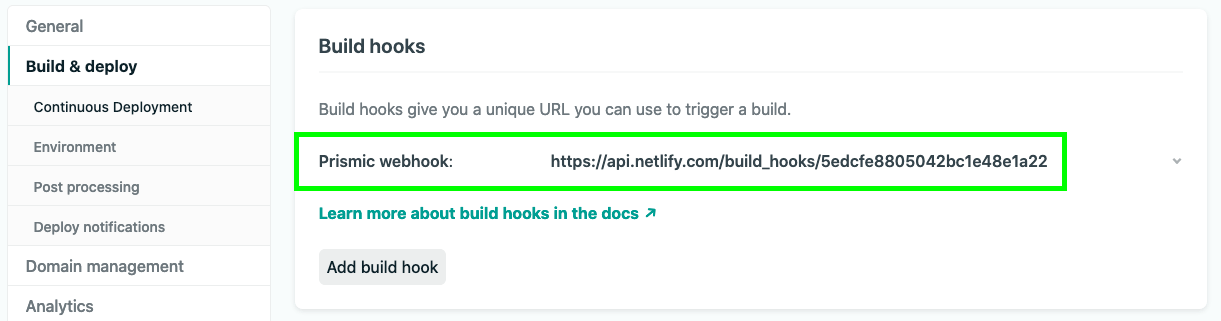 General
Build & deploy
Continuous Deployment
Environment
Post processing
Deploy notifications
Domain management
Analytics
Build hooks
Build hooks give you a unique URL you can use to trigger a build.
Prismic webhook: https://api.netlify.com/build_hooks/5edcfe8805042bc1e48e1a22
Learn more about build hooks in the docs ↗
Add build hook